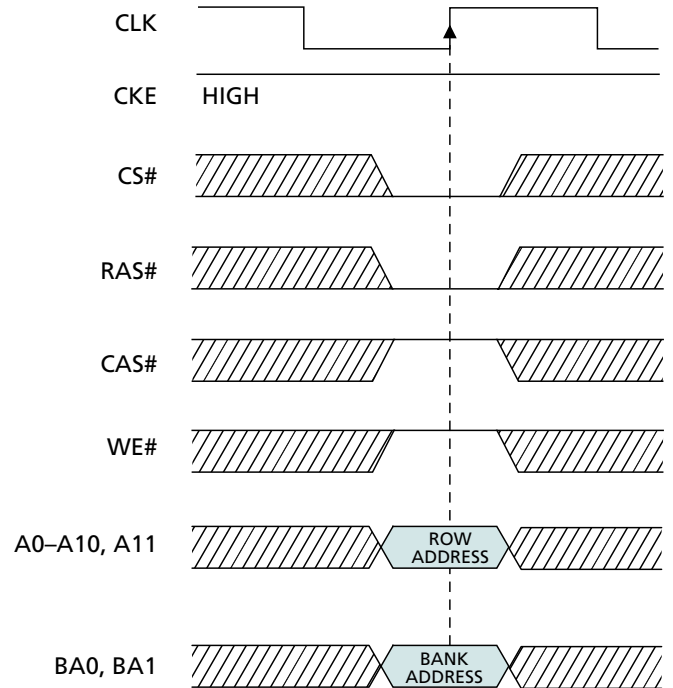 CLK
CKE HIGH
CS#
RAS#
CAS#
WE#
A0–A10, A11 ROW
ADDRESS
BA0, BA1 BANK
ADDRESS